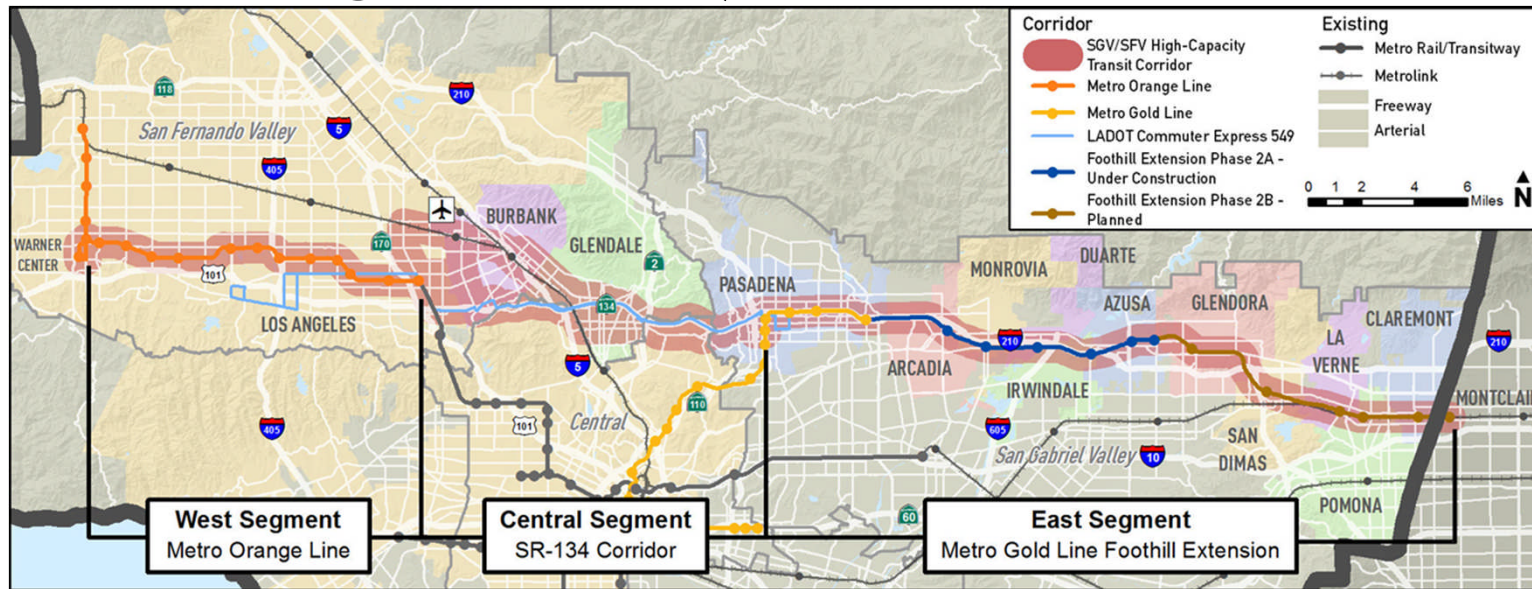 Corridor
SGV/SFV High-Capacity
Transit Corridor
Metro Orange Line
Metro Gold Line
LADOT Commuter Express 549
Foothill Extension Phase 2A -
Under Construction
Foothill Extension Phase 2B -
Planned
Existing
Metro Rail/Transitway
Metrolink
Freeway
Arterial
0 1 2 4 6
Miles
N
118
210
San Fernando Valley
5
405
BURBANK
GLENDALE
170
2
WARNER
CENTER
101
134
LOS ANGELES
PASADENA
MONROVIA
DUARTE
AZUSA
GLENDORA
LA
VERNE
CLAREMONT
210
210
ARCADIA
IRWINDALE
MONTCLAIR
5
110
405
101
Central
605
San Gabriel Valley
10
SAN
DIMAS
60
POMONA
West Segment
Metro Orange Line
Central Segment
SR-134 Corridor
East Segment
Metro Gold Line Foothill Extension